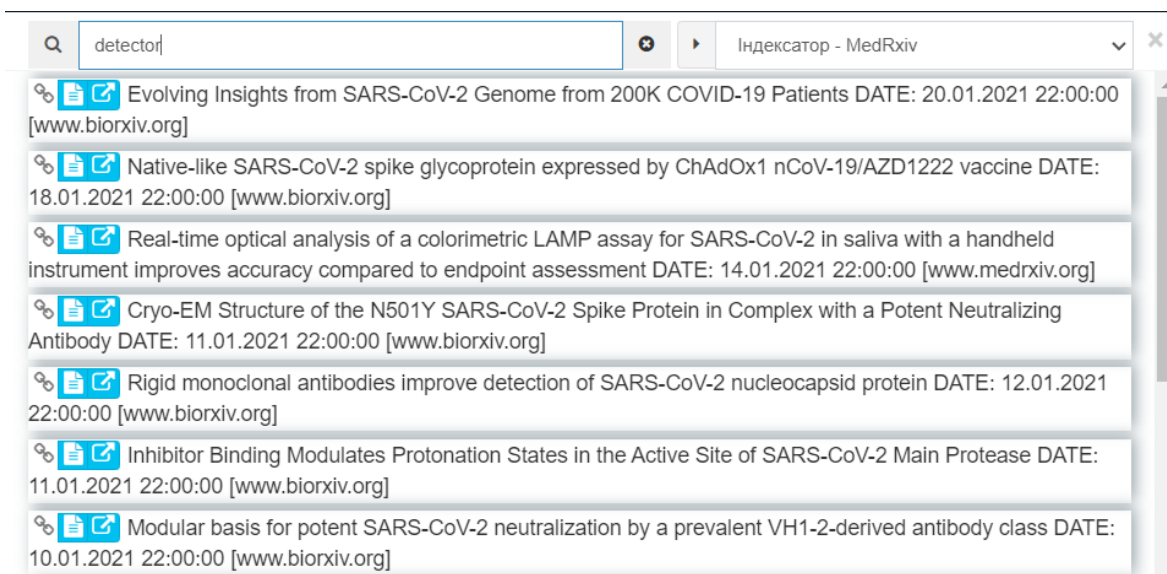 detector
Індексатор - MedRxiv
Evolving Insights from SARS-CoV-2 Genome from 200K COVID-19 Patients DATE: 20.01.2021 22:00:00
[www.biorxiv.org]
Native-like SARS-CoV-2 spike glycoprotein expressed by ChAdOx1 nCoV-19/AZD1222 vaccine DATE:
18.01.2021 22:00:00 [www.biorxiv.org]
Real-time optical analysis of a colorimetric LAMP assay for SARS-CoV-2 in saliva with a handheld
instrument improves accuracy compared to endpoint assessment DATE: 14.01.2021 22:00:00 [www.medrxiv.org]
Cryo-EM Structure of the N501Y SARS-CoV-2 Spike Protein in Complex with a Potent Neutralizing
Antibody DATE: 11.01.2021 22:00:00 [www.biorxiv.org]
Rigid monoclonal antibodies improve detection of SARS-CoV-2 nucleocapsid protein DATE: 12.01.2021
22:00:00 [www.biorxiv.org]
Inhibitor Binding Modulates Protonation States in the Active Site of SARS-CoV-2 Main Protease DATE:
11.01.2021 22:00:00 [www.biorxiv.org]
Modular basis for potent SARS-CoV-2 neutralization by a prevalent VH1-2-derived antibody class DATE:
10.01.2021 22:00:00 [www.biorxiv.org]